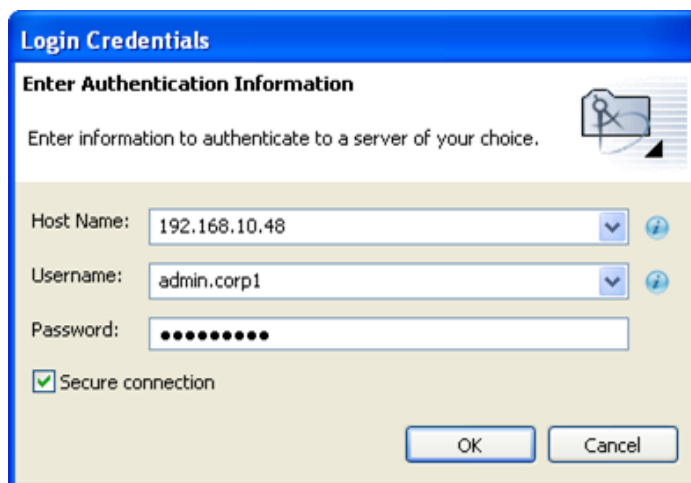 Login Credentials
Enter Authentication Information
Enter information to authenticate to a server of your choice.
Host Name: 192.168.10.48
Username: admin.corp1
Password: •••••••••
Secure connection
OK Cancel